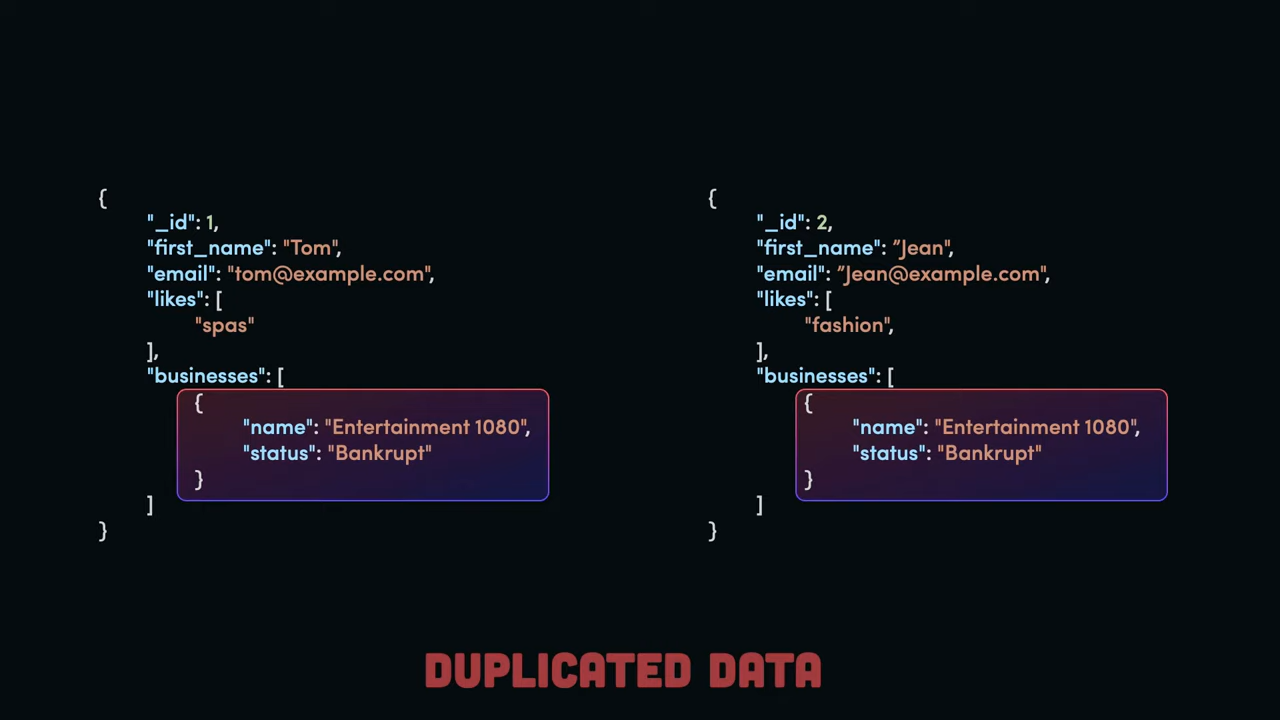 {
"_id": 1,
"first_name": "Tom",
"email": "tom@example.com",
"likes": [
"spas"
],
"businesses": [
{
"name": "Entertainment 1080",
"status": "Bankrupt"
}
]
}
{
"_id": 2,
"first_name": ”Jean",
"email": ”Jean@example.com",
"likes": [
"fashion",
],
"businesses": [
{
"name": "Entertainment 1080",
"status": "Bankrupt"
}
]
}
DUPLICATED DATA